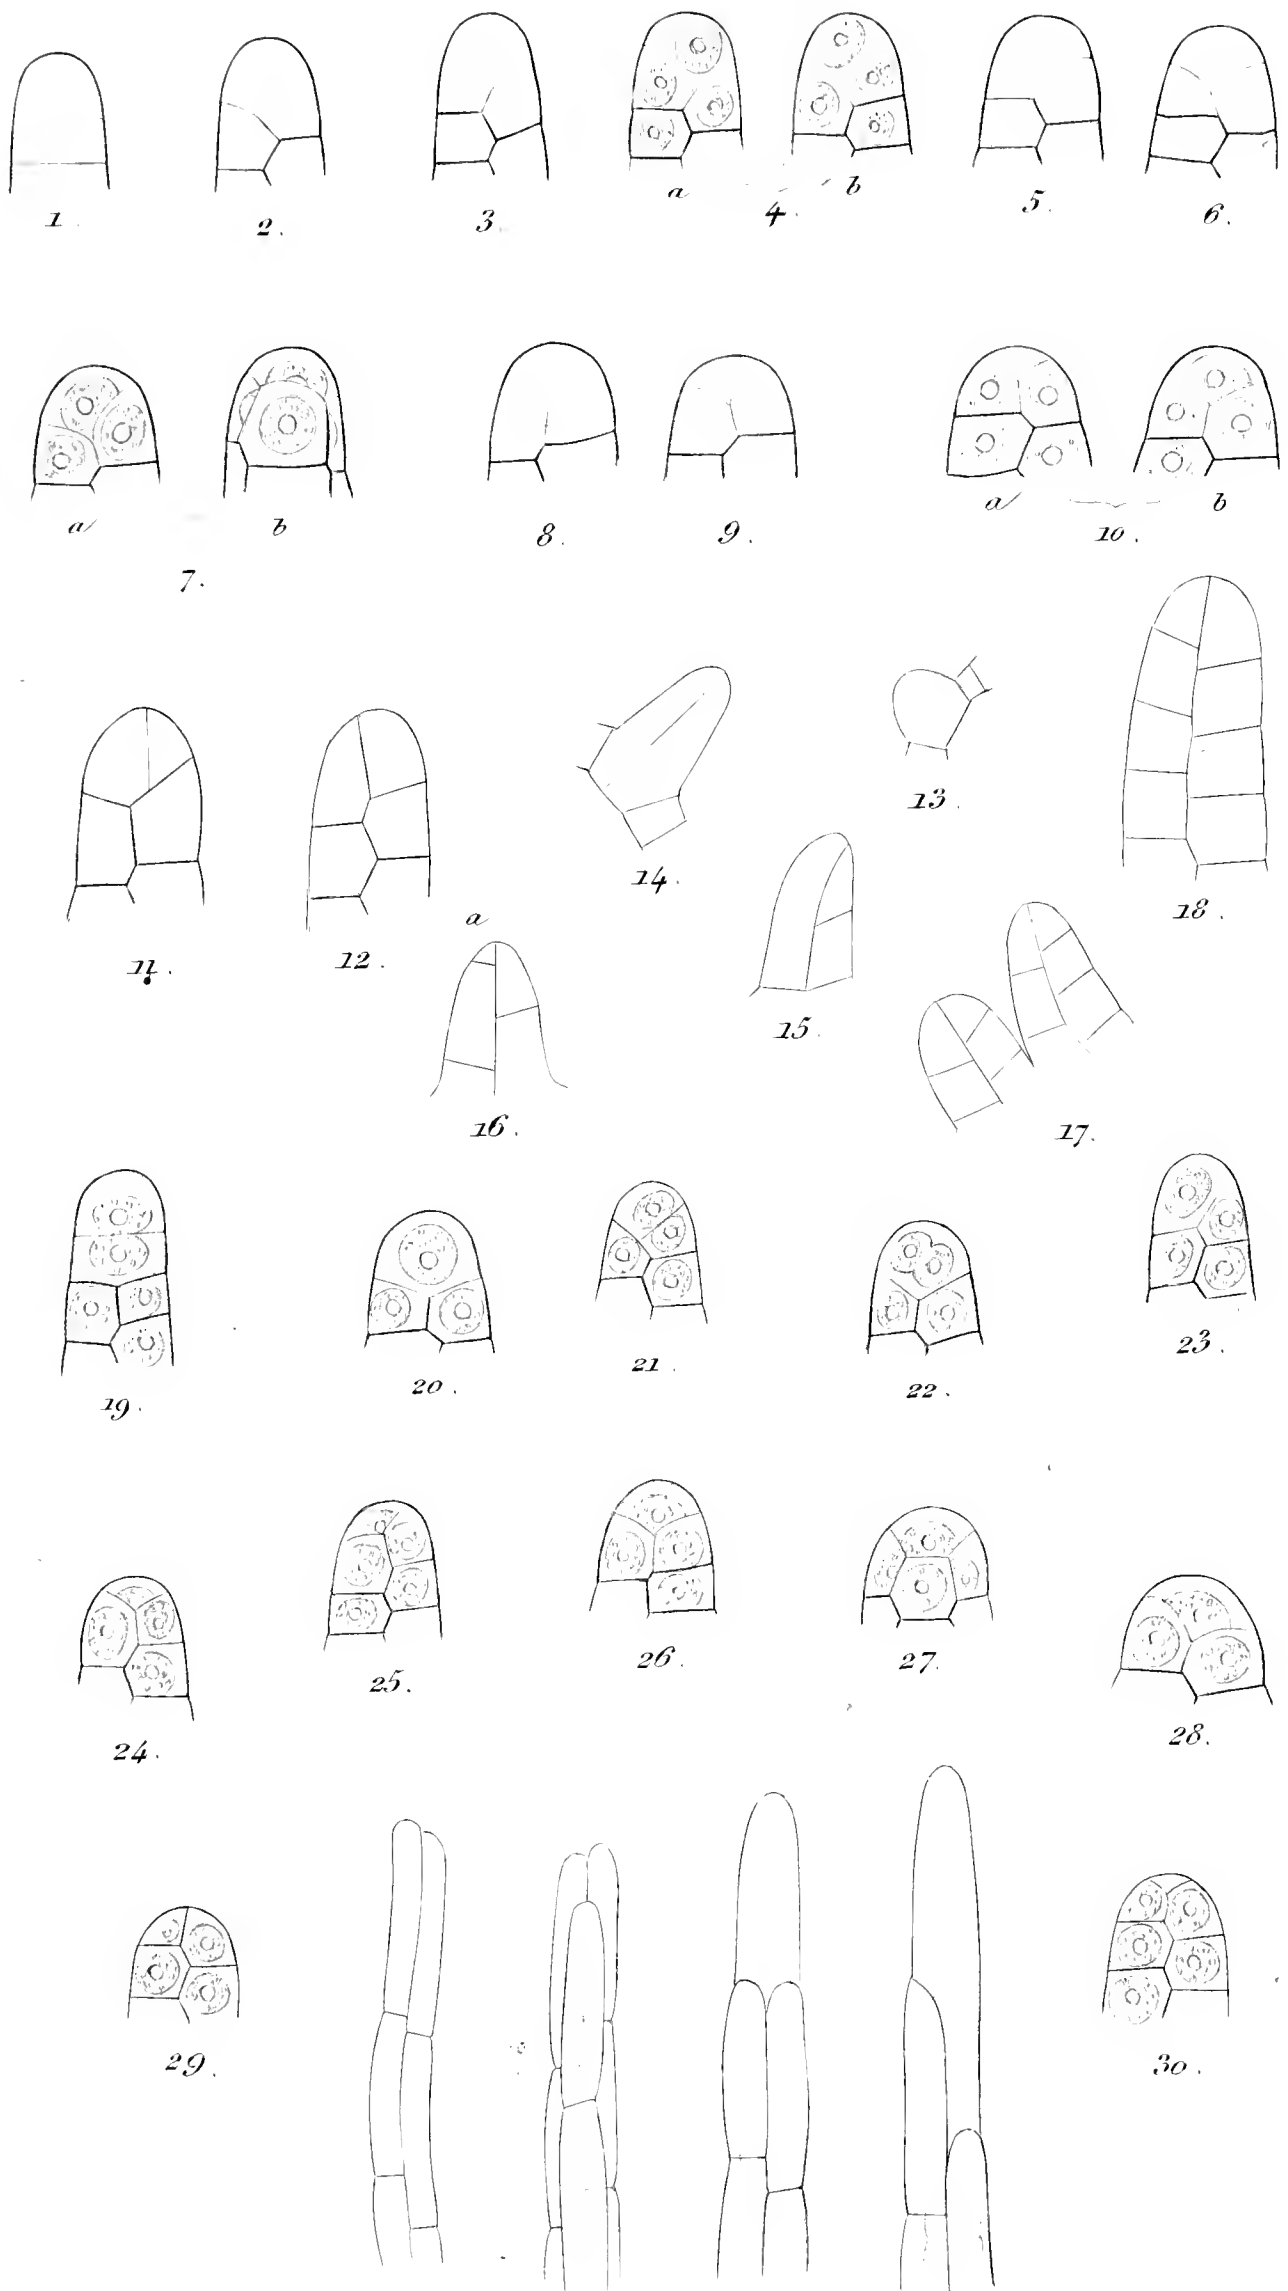 1. 2. 3. a 4. b 5. 6.
a b 7. 8. 9. a 10. b
11. 12. a 14. 13. 18.
16. 15. 17.
19. 20. 21. 22. 23.
24. 25. 26. 27. 28.
29. 30.